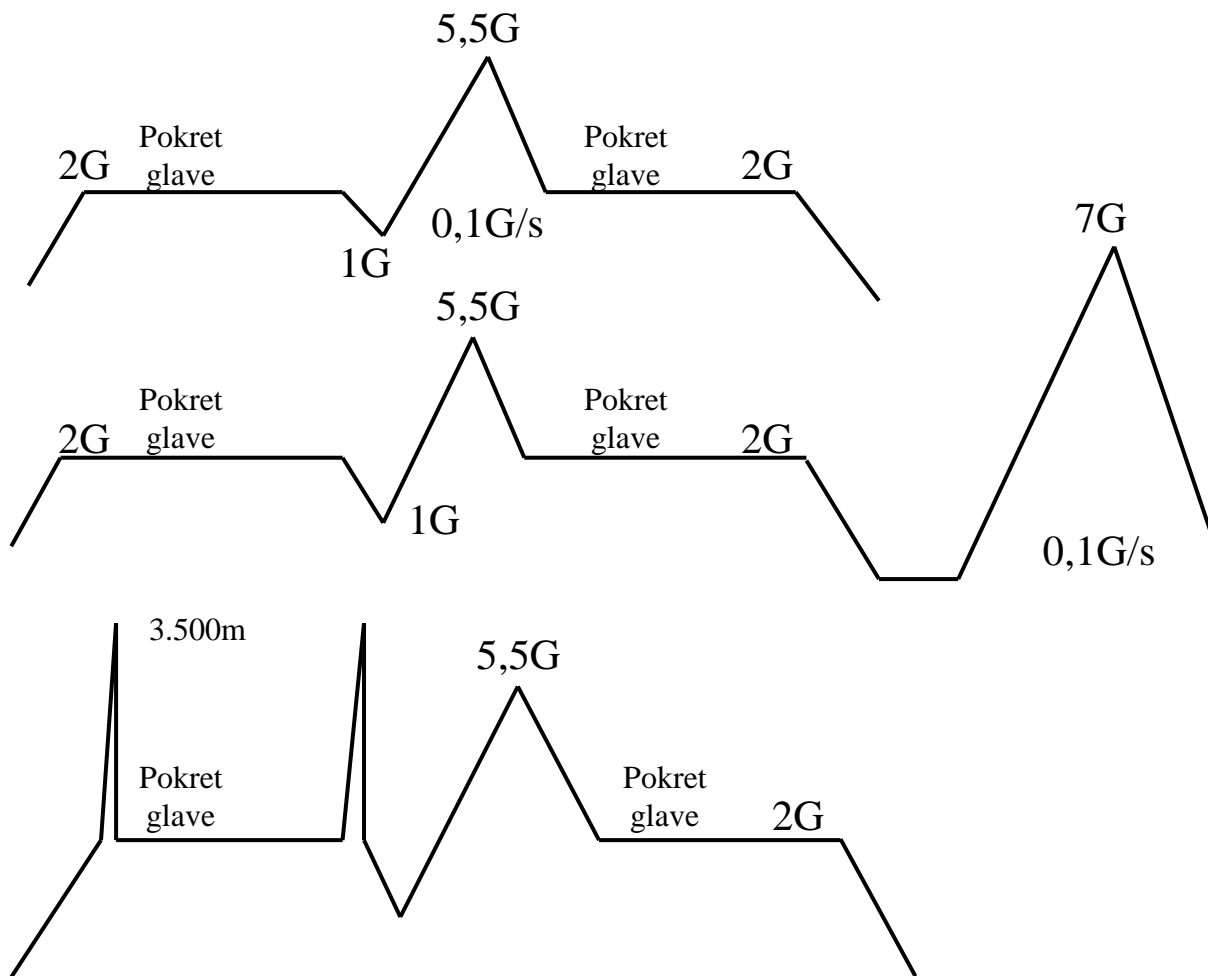 5,5G
Pokret
glave
Pokret
glave
2G
2G
0,1G/s
1G
7G
5,5G
Pokret
glave
Pokret
glave
2G
2G
1G
0,1G/s
3.500m
5,5G
Pokret
glave
Pokret
glave
2G